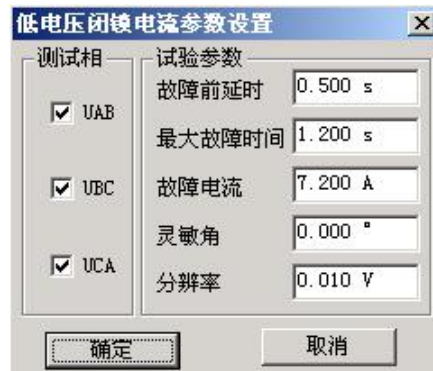 低电压闭镜电流参数设置
测试相
UAB
UBC
UCA
试验参数
故障前延时 0.500 s
最大故障时间 1.200 s
故障电流 7.200 A
灵敏角 0.000 °
分辨率 0.010 V
确定
取消